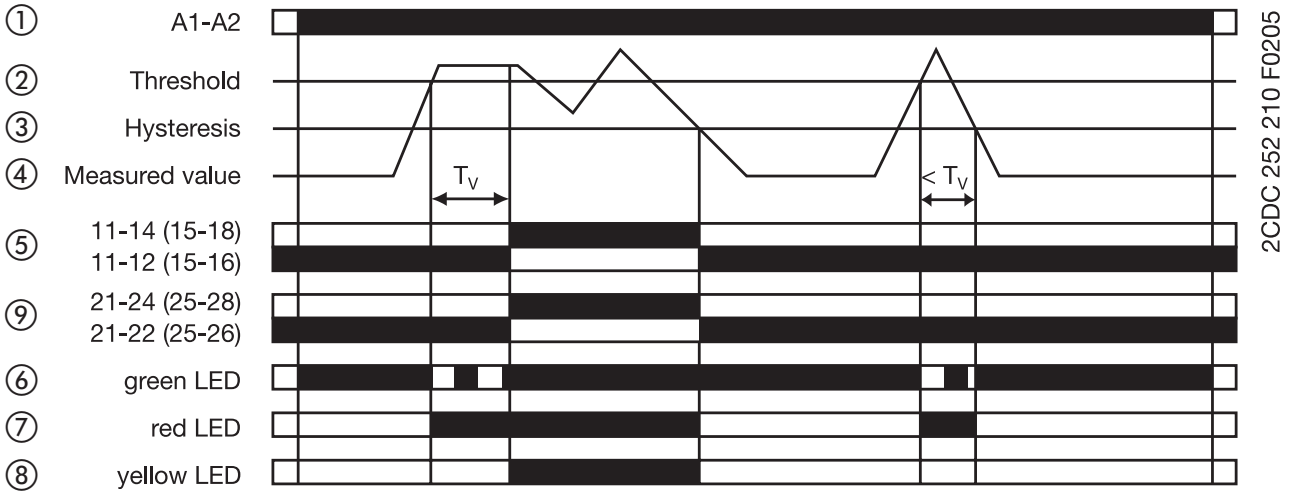 ① A1-A2
② Threshold
③ Hysteresis
④ Measured value
TV
< TV
⑤ 11-14 (15-18)
11-12 (15-16)
⑨ 21-24 (25-28)
21-22 (25-26)
⑥ green LED
⑦ red LED
⑧ yellow LED
2CDC 252 210 F0205